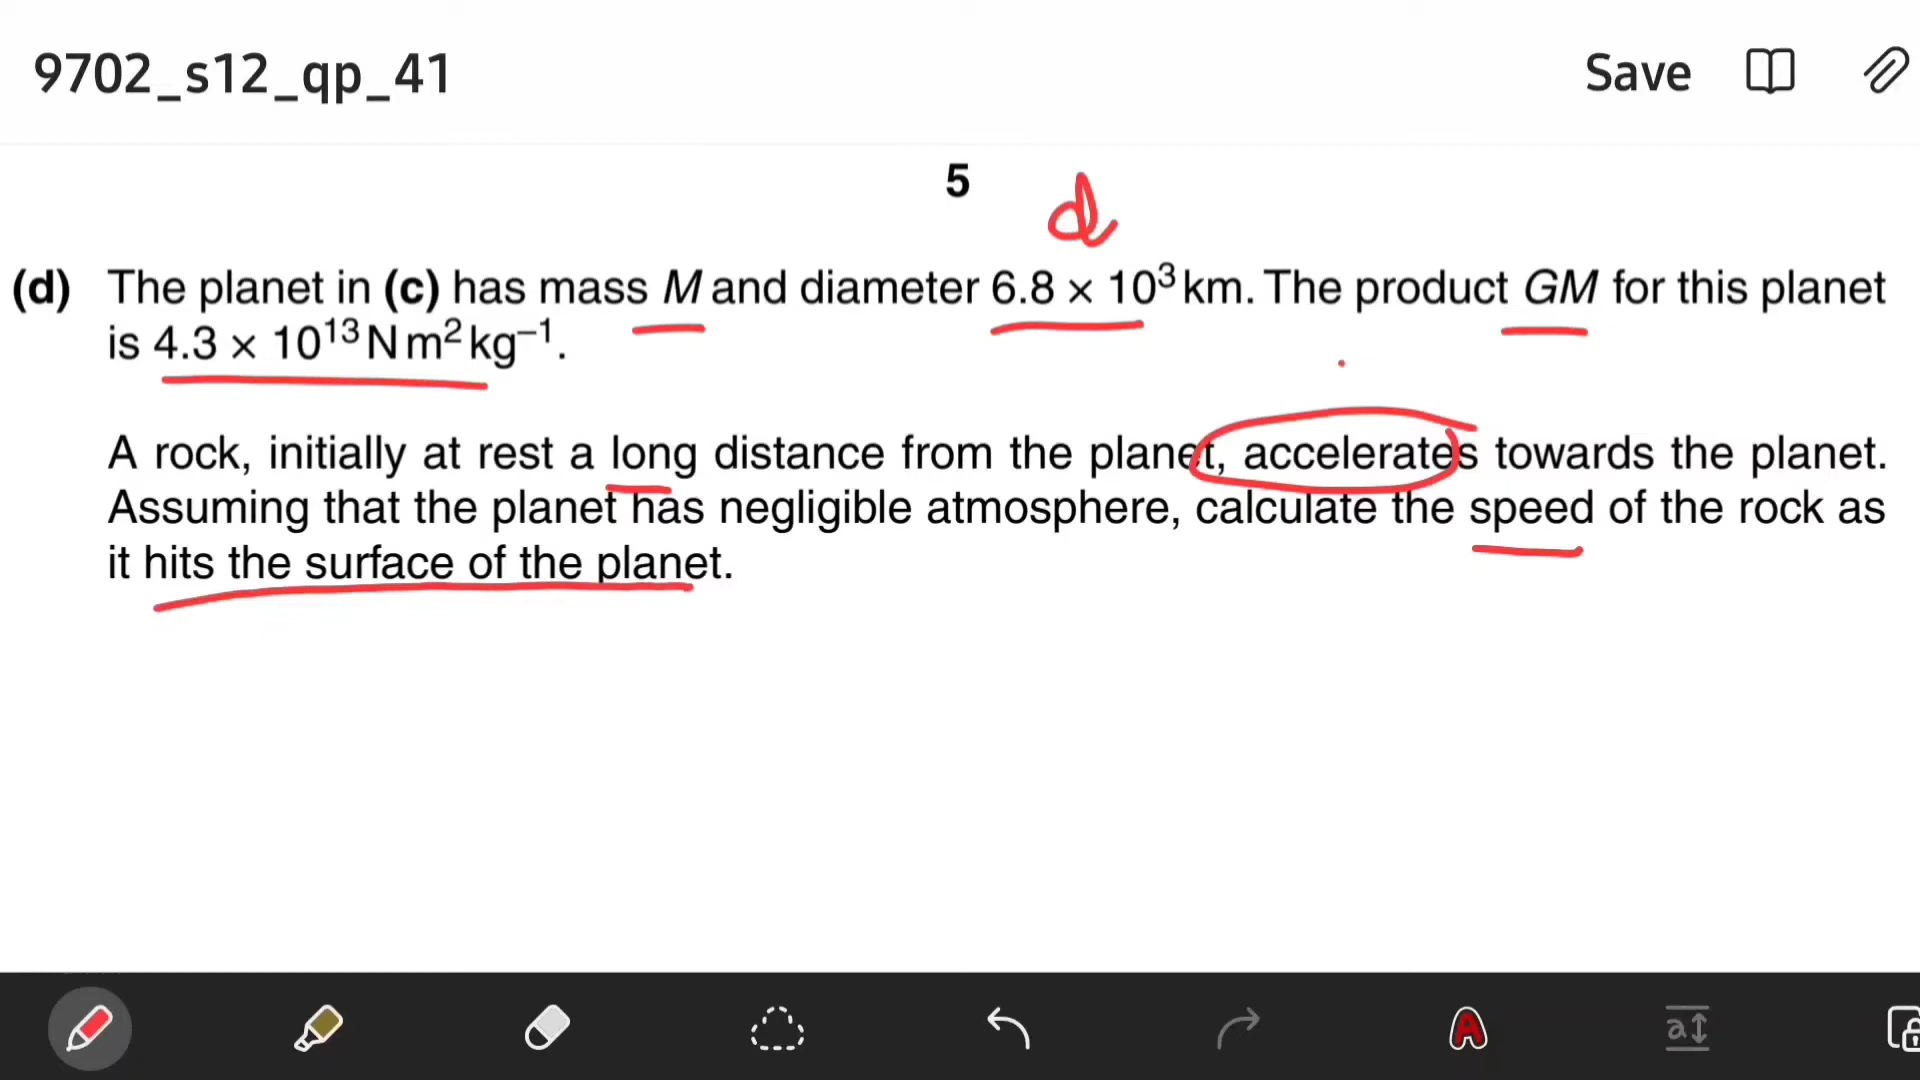 9702_s12_qp_41
Save
5
d
(d) The planet in (c) has mass M and diameter 6.8 × 10³ km. The product GM for this planet
is 4.3 × 10¹³ N m² kg⁻¹.
A rock, initially at rest a long distance from the planet, accelerates towards the planet.
Assuming that the planet has negligible atmosphere, calculate the speed of the rock as
it hits the surface of the planet.
A
a